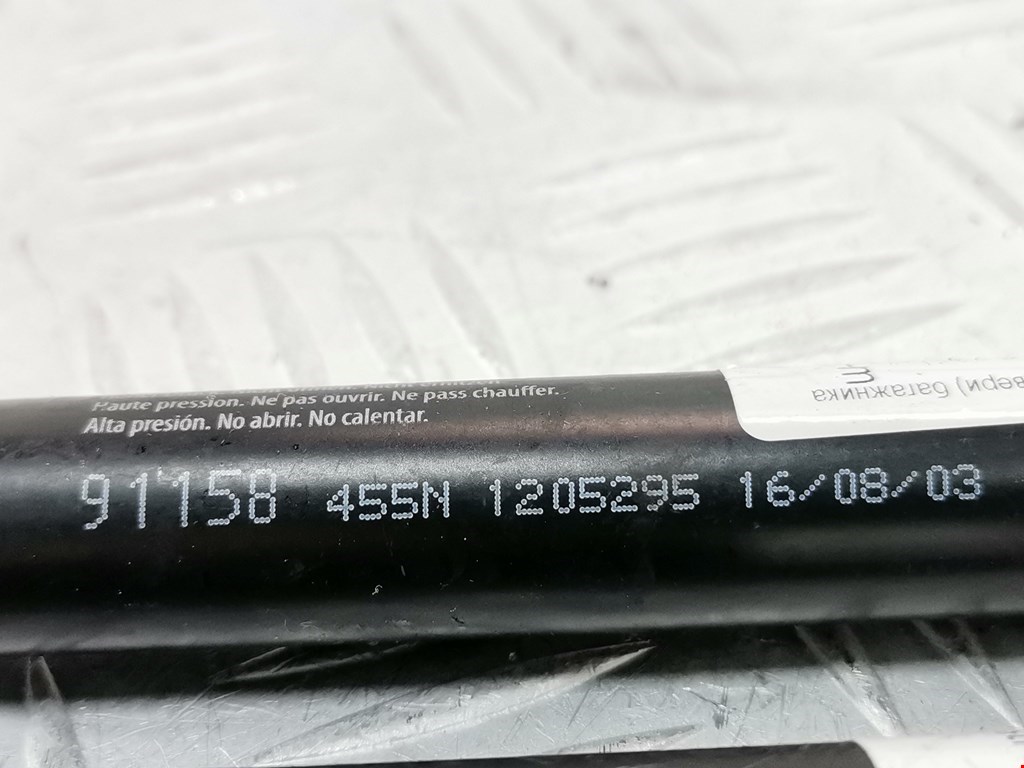 Haute pression. Ne pas ouvrir. Ne pass chauffer.
Alta presión. No abrir. No calentar.
91158 455N 1205295 16/08/03
вери) багажника